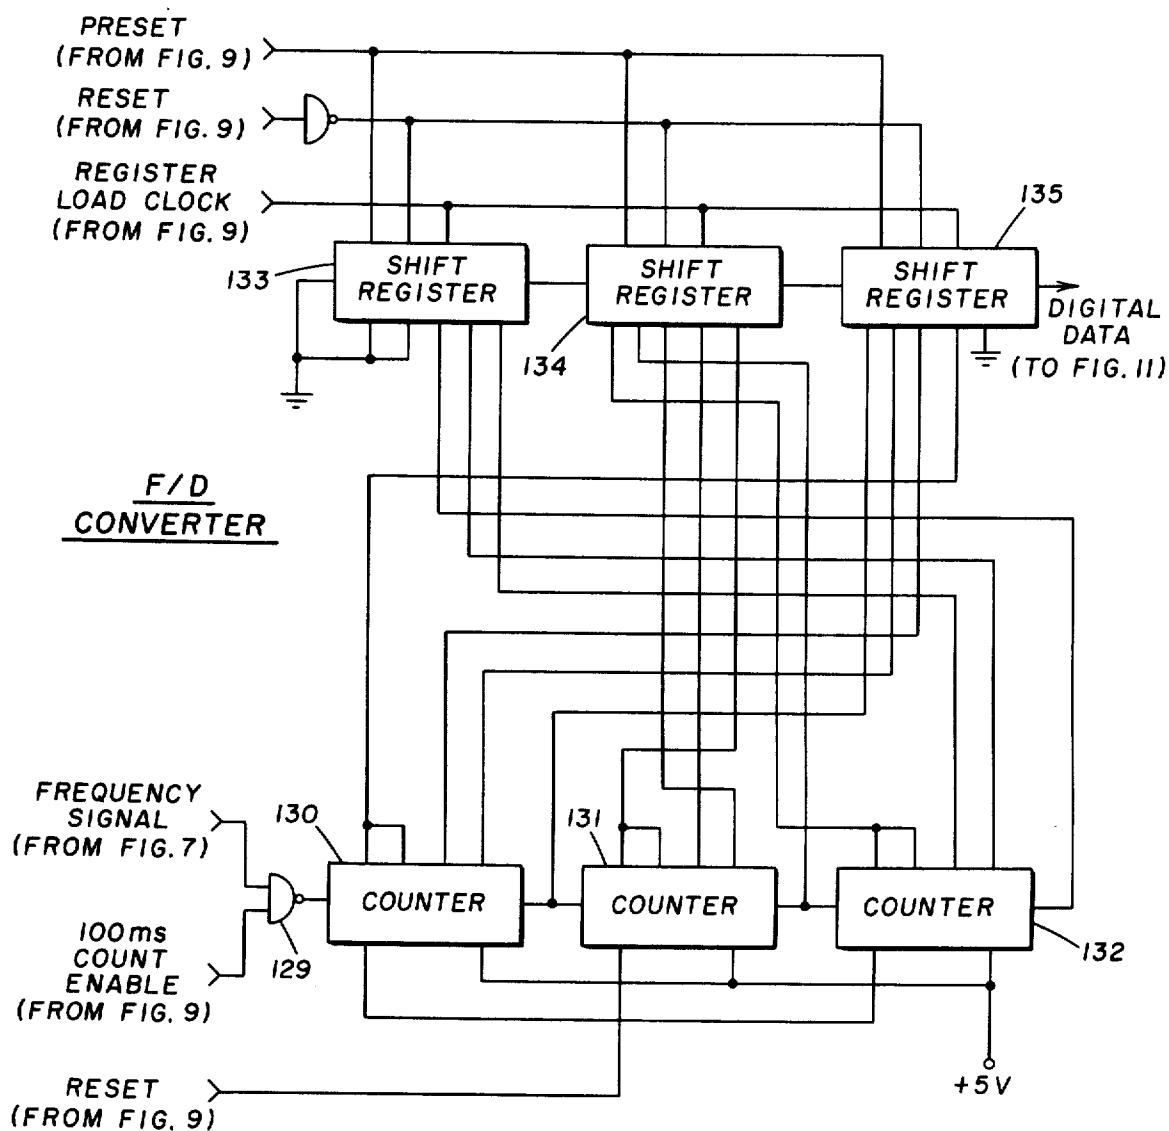 PRESET
(FROM FIG. 9)
RESET
(FROM FIG. 9)
REGISTER
LOAD CLOCK
(FROM FIG. 9)
135
133
SHIFT
REGISTER
SHIFT
REGISTER
SHIFT
REGISTER
134
DIGITAL
DATA
(TO FIG. 11)
F/D
CONVERTER
FREQUENCY
SIGNAL
(FROM FIG. 7)
130
131
COUNTER
COUNTER
COUNTER
100ms
COUNT
ENABLE
(FROM FIG. 9)
129
132
RESET
(FROM FIG. 9)
+5V